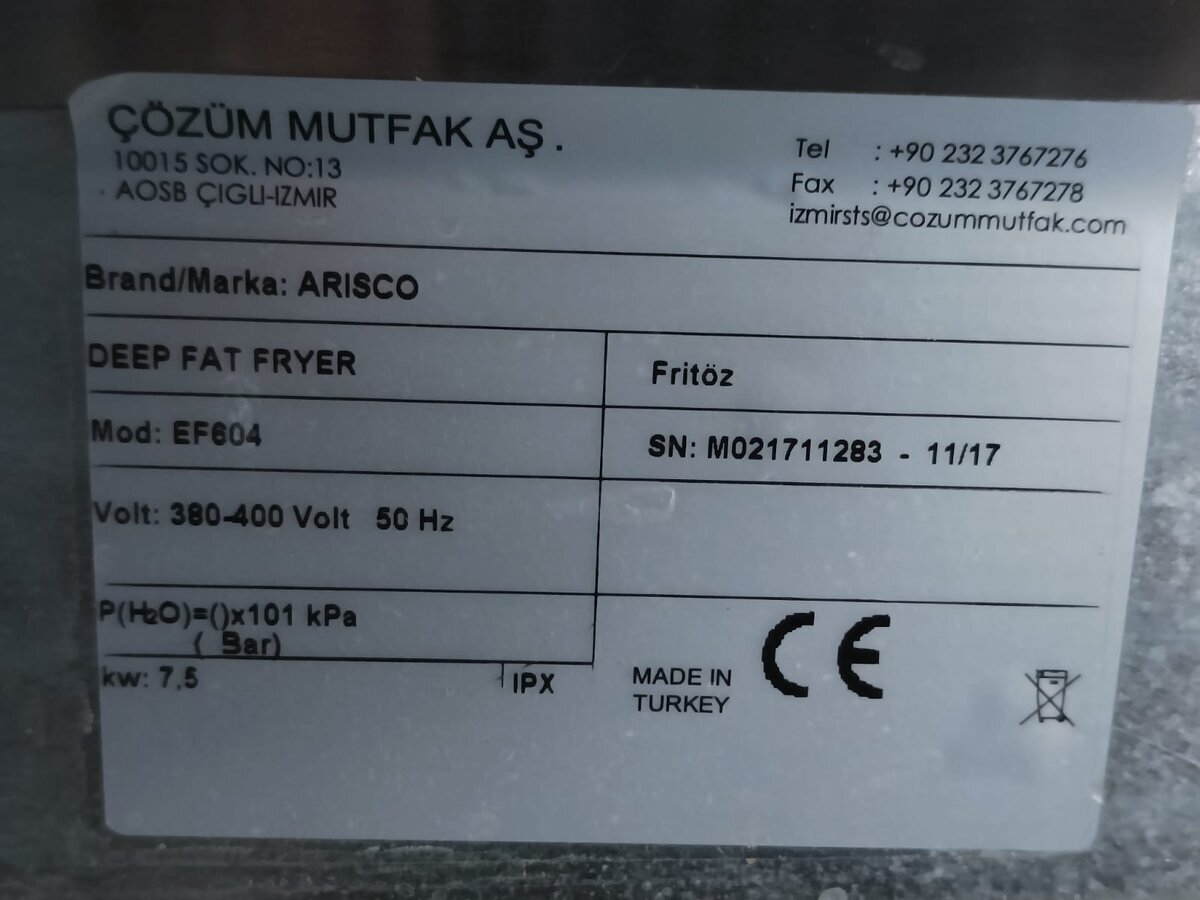 ÇÖZÜM MUTFAK AŞ.
10015 SOK. NO:13
AOSB ÇIGLI-IZMIR
Tel : +90 232 3767276
Fax : +90 232 3767278
izmirsts@cozummutfak.com
Brand/Marka: ARISCO
DEEP FAT FRYER
Fritöz
Mod: EF604
SN: M021711283 - 11/17
Volt: 380-400 Volt 50 Hz
P(H₂O)=()x101 kPa
( Bar)
kw: 7,5
IPX
MADE IN
TURKEY
CE